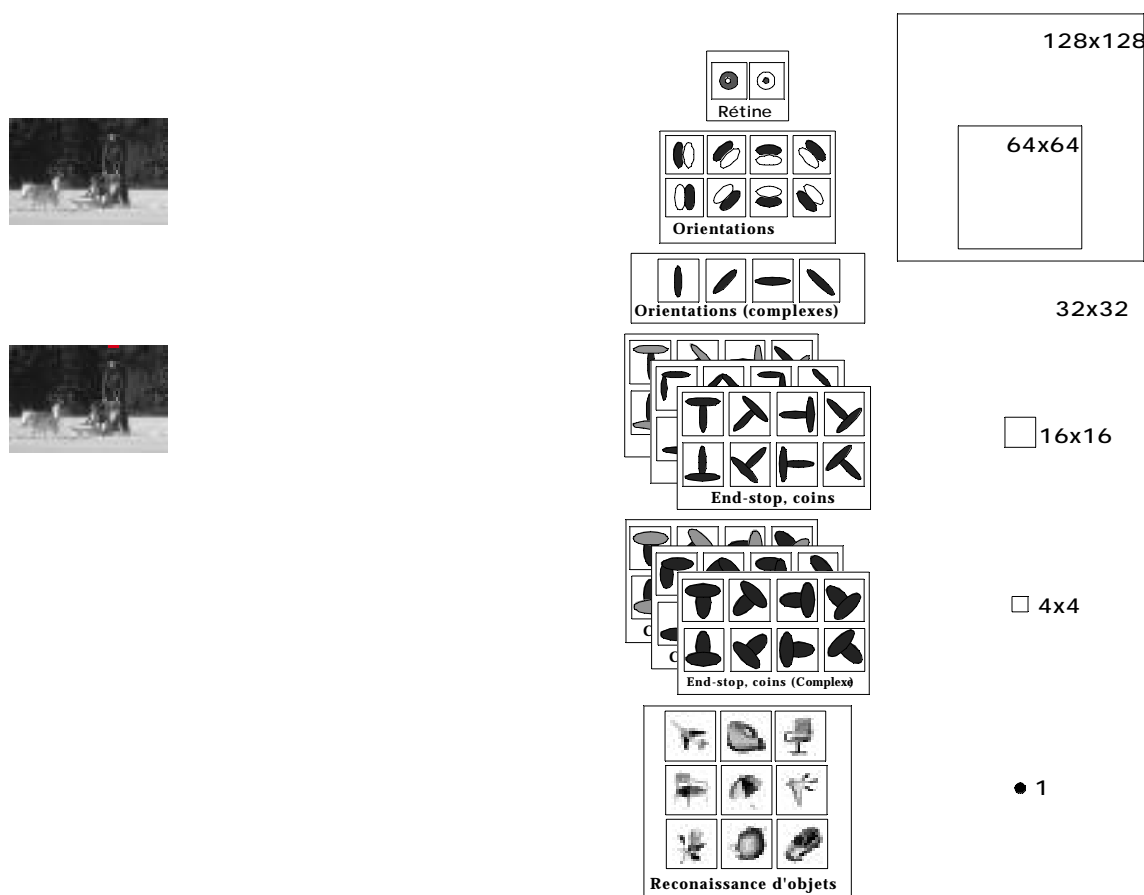 128x128
Rétine
64x64
Orientations
Orientations (complexes)
32x32
16x16
End-stop, coins
4x4
C
C
End-stop, coins (Complexe)
1
Reconaissance d'objets